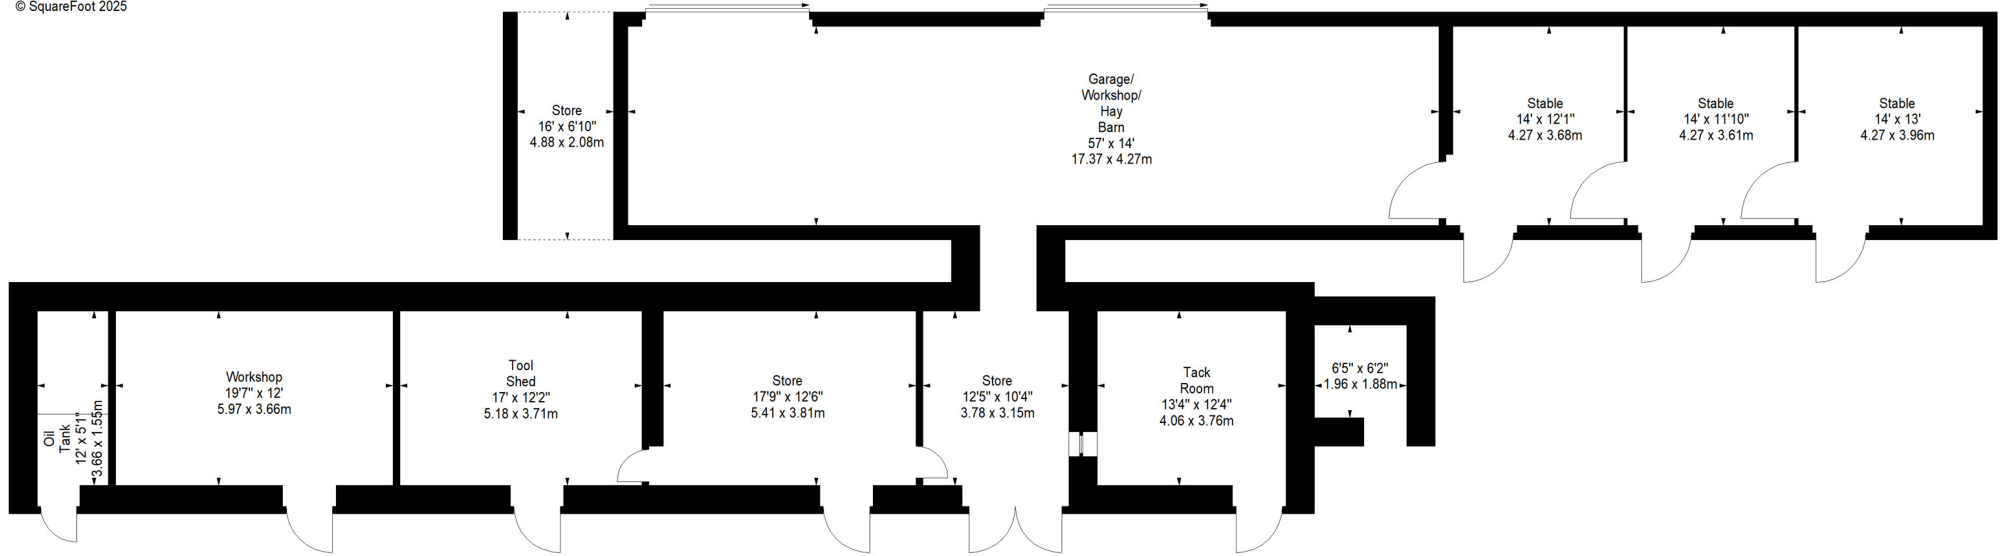 © SquareFoot 2025
Store
16' x 6'10"
4.88 x 2.08m
Garage/
Workshop/
Hay
Barn
57' x 14'
17.37 x 4.27m
Stable
14' x 12'1"
4.27 x 3.68m
Stable
14' x 11'10"
4.27 x 3.61m
Stable
14' x 13'
4.27 x 3.96m
Oil
Tank
12' x 5'1"
3.66 x 1.55m
Workshop
19'7" x 12'
5.97 x 3.66m
Tool
Shed
17' x 12'2"
5.18 x 3.71m
Store
17'9" x 12'6"
5.41 x 3.81m
Store
12'5" x 10'4"
3.78 x 3.15m
Tack
Room
13'4" x 12'4"
4.06 x 3.76m
6'5" x 6'2"
1.96 x 1.88m